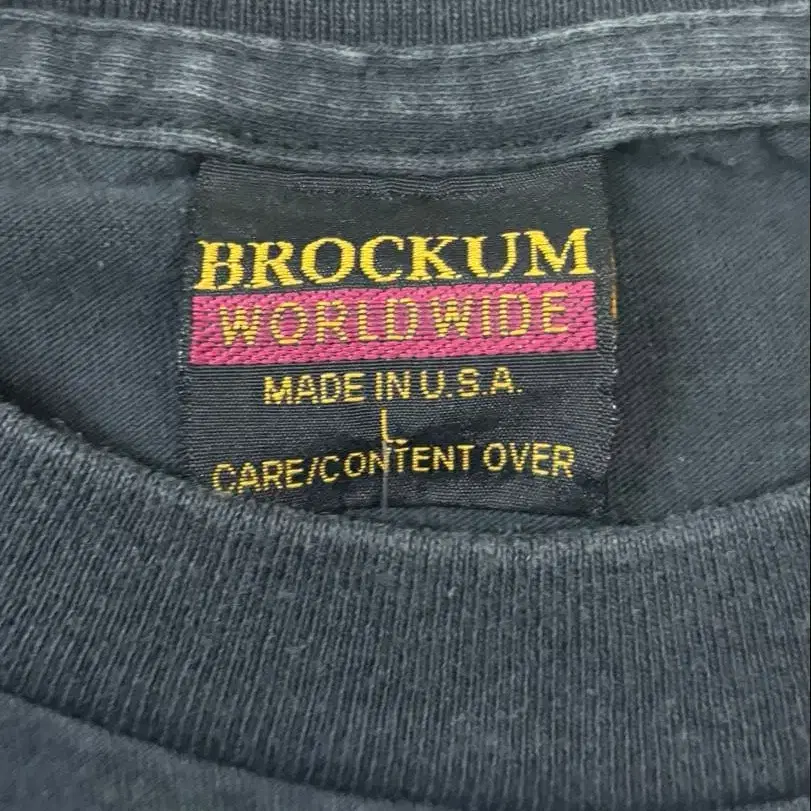 BROCKUM
WORLDWIDE
MADE IN U.S.A.
L
CARE/CONTENT OVER